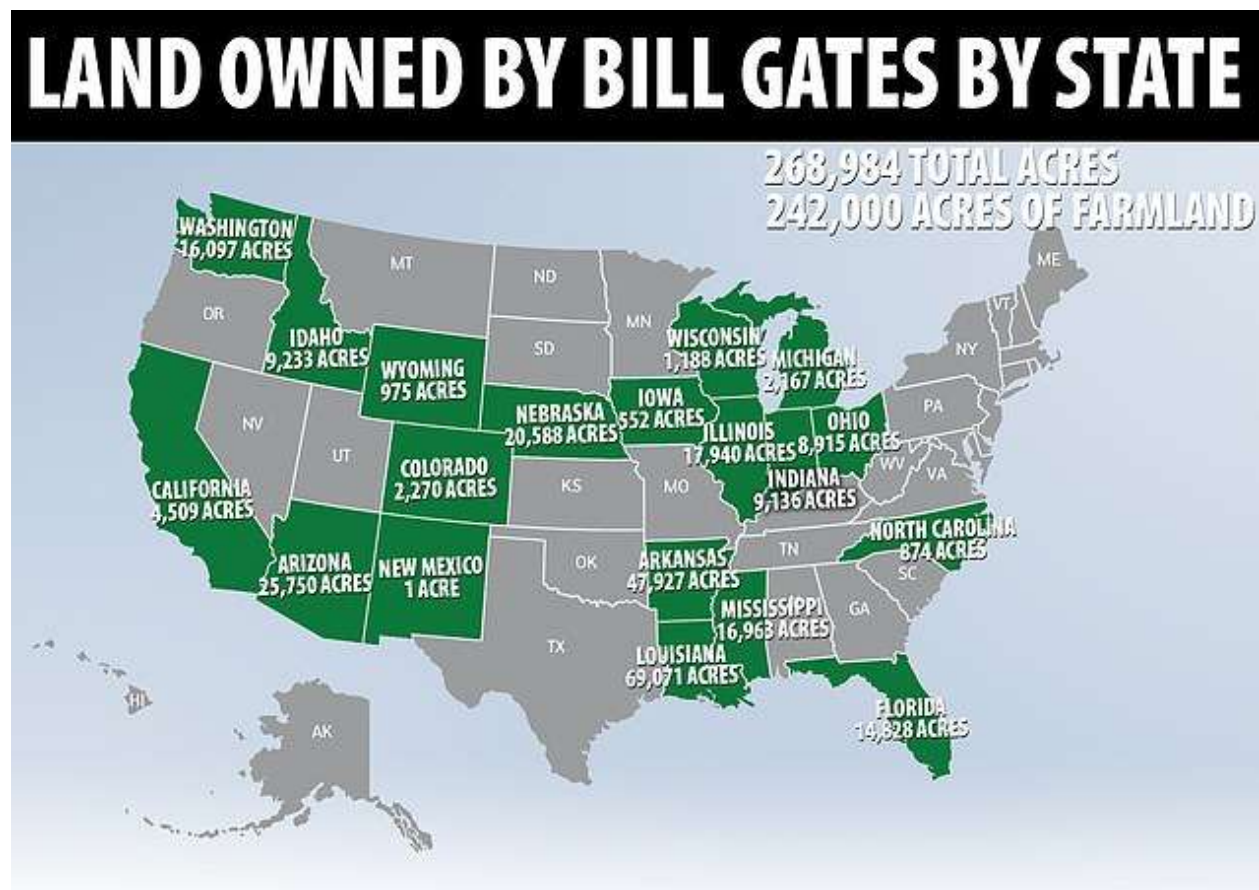 LAND OWNED BY BILL GATES BY STATE
268,984 TOTAL ACRES
242,000 ACRES OF FARMLAND
WASHINGTON
16,097 ACRES
MT
ND
MN
ME
VT
OR
IDAHO
9,233 ACRES
WYOMING
975 ACRES
SD
WISCONSIN
1,188 ACRES
MICHIGAN
2,167 ACRES
NY
NEBRASKA
20,588 ACRES
IOWA
552 ACRES
ILLINOIS
17,940 ACRES
OHIO
8,915 ACRES
PA
NV
UT
COLORADO
2,270 ACRES
KS
MO
INDIANA
9,136 ACRES
WV
VA
CALIFORNIA
4,509 ACRES
ARIZONA
25,750 ACRES
NEW MEXICO
1 ACRE
OK
ARKANSAS
47,927 ACRES
TN
NORTH CAROLINA
874 ACRES
SC
MISSISSIPPI
16,963 ACRES
GA
TX
LOUISIANA
69,071 ACRES
FLORIDA
14,828 ACRES
HI
AK